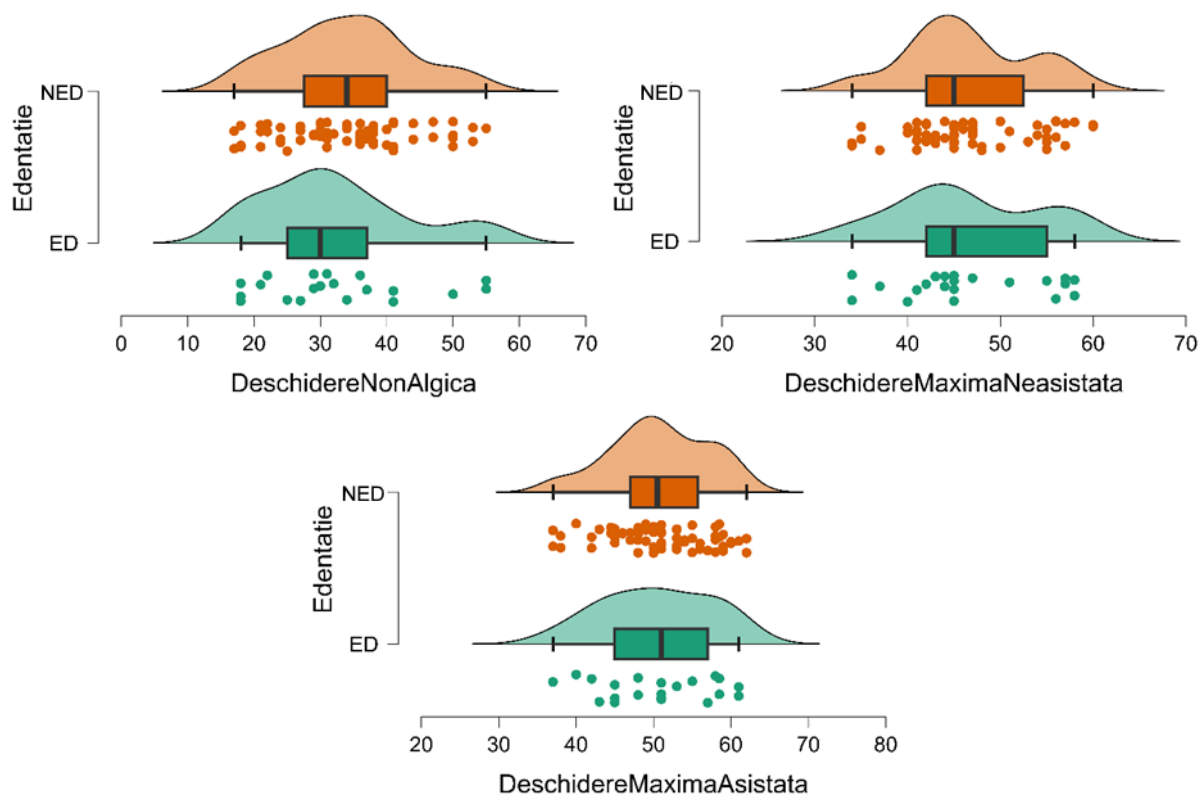 Edentatie
NED
ED
0 10 20 30 40 50 60 70
DeschidereNonAlgica
Edentatie
NED
ED
20 30 40 50 60 70
DeschidereMaximaNeasistata
Edentatie
NED
ED
20 30 40 50 60 70 80
DeschidereMaximaAsistata